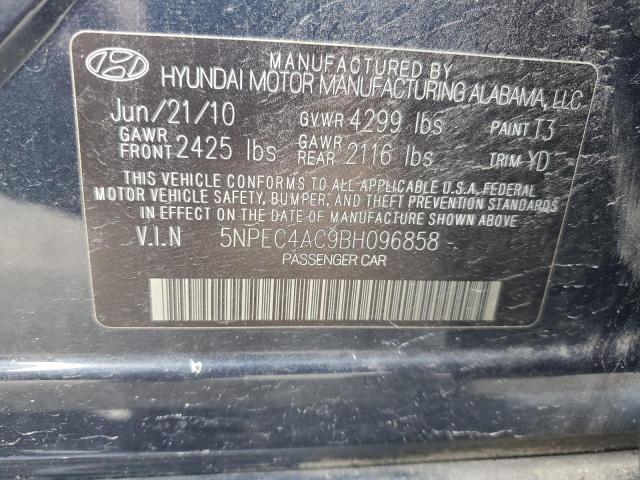 MANUFACTURED BY
HYUNDAI MOTOR MANUFACTURING ALABAMA, LLC
Jun/21/10 GVWR 4299 lbs PAINT T3
GAWR FRONT 2425 lbs GAWR REAR 2116 lbs TRIM YD
THIS VEHICLE CONFORMS TO ALL APPLICABLE U.S.A. FEDERAL
MOTOR VEHICLE SAFETY, BUMPER, AND THEFT PREVENTION STANDARDS
IN EFFECT ON THE DATE OF MANUFACTURE SHOWN ABOVE.
V.I.N 5NPEC4AC9BH096858
PASSENGER CAR